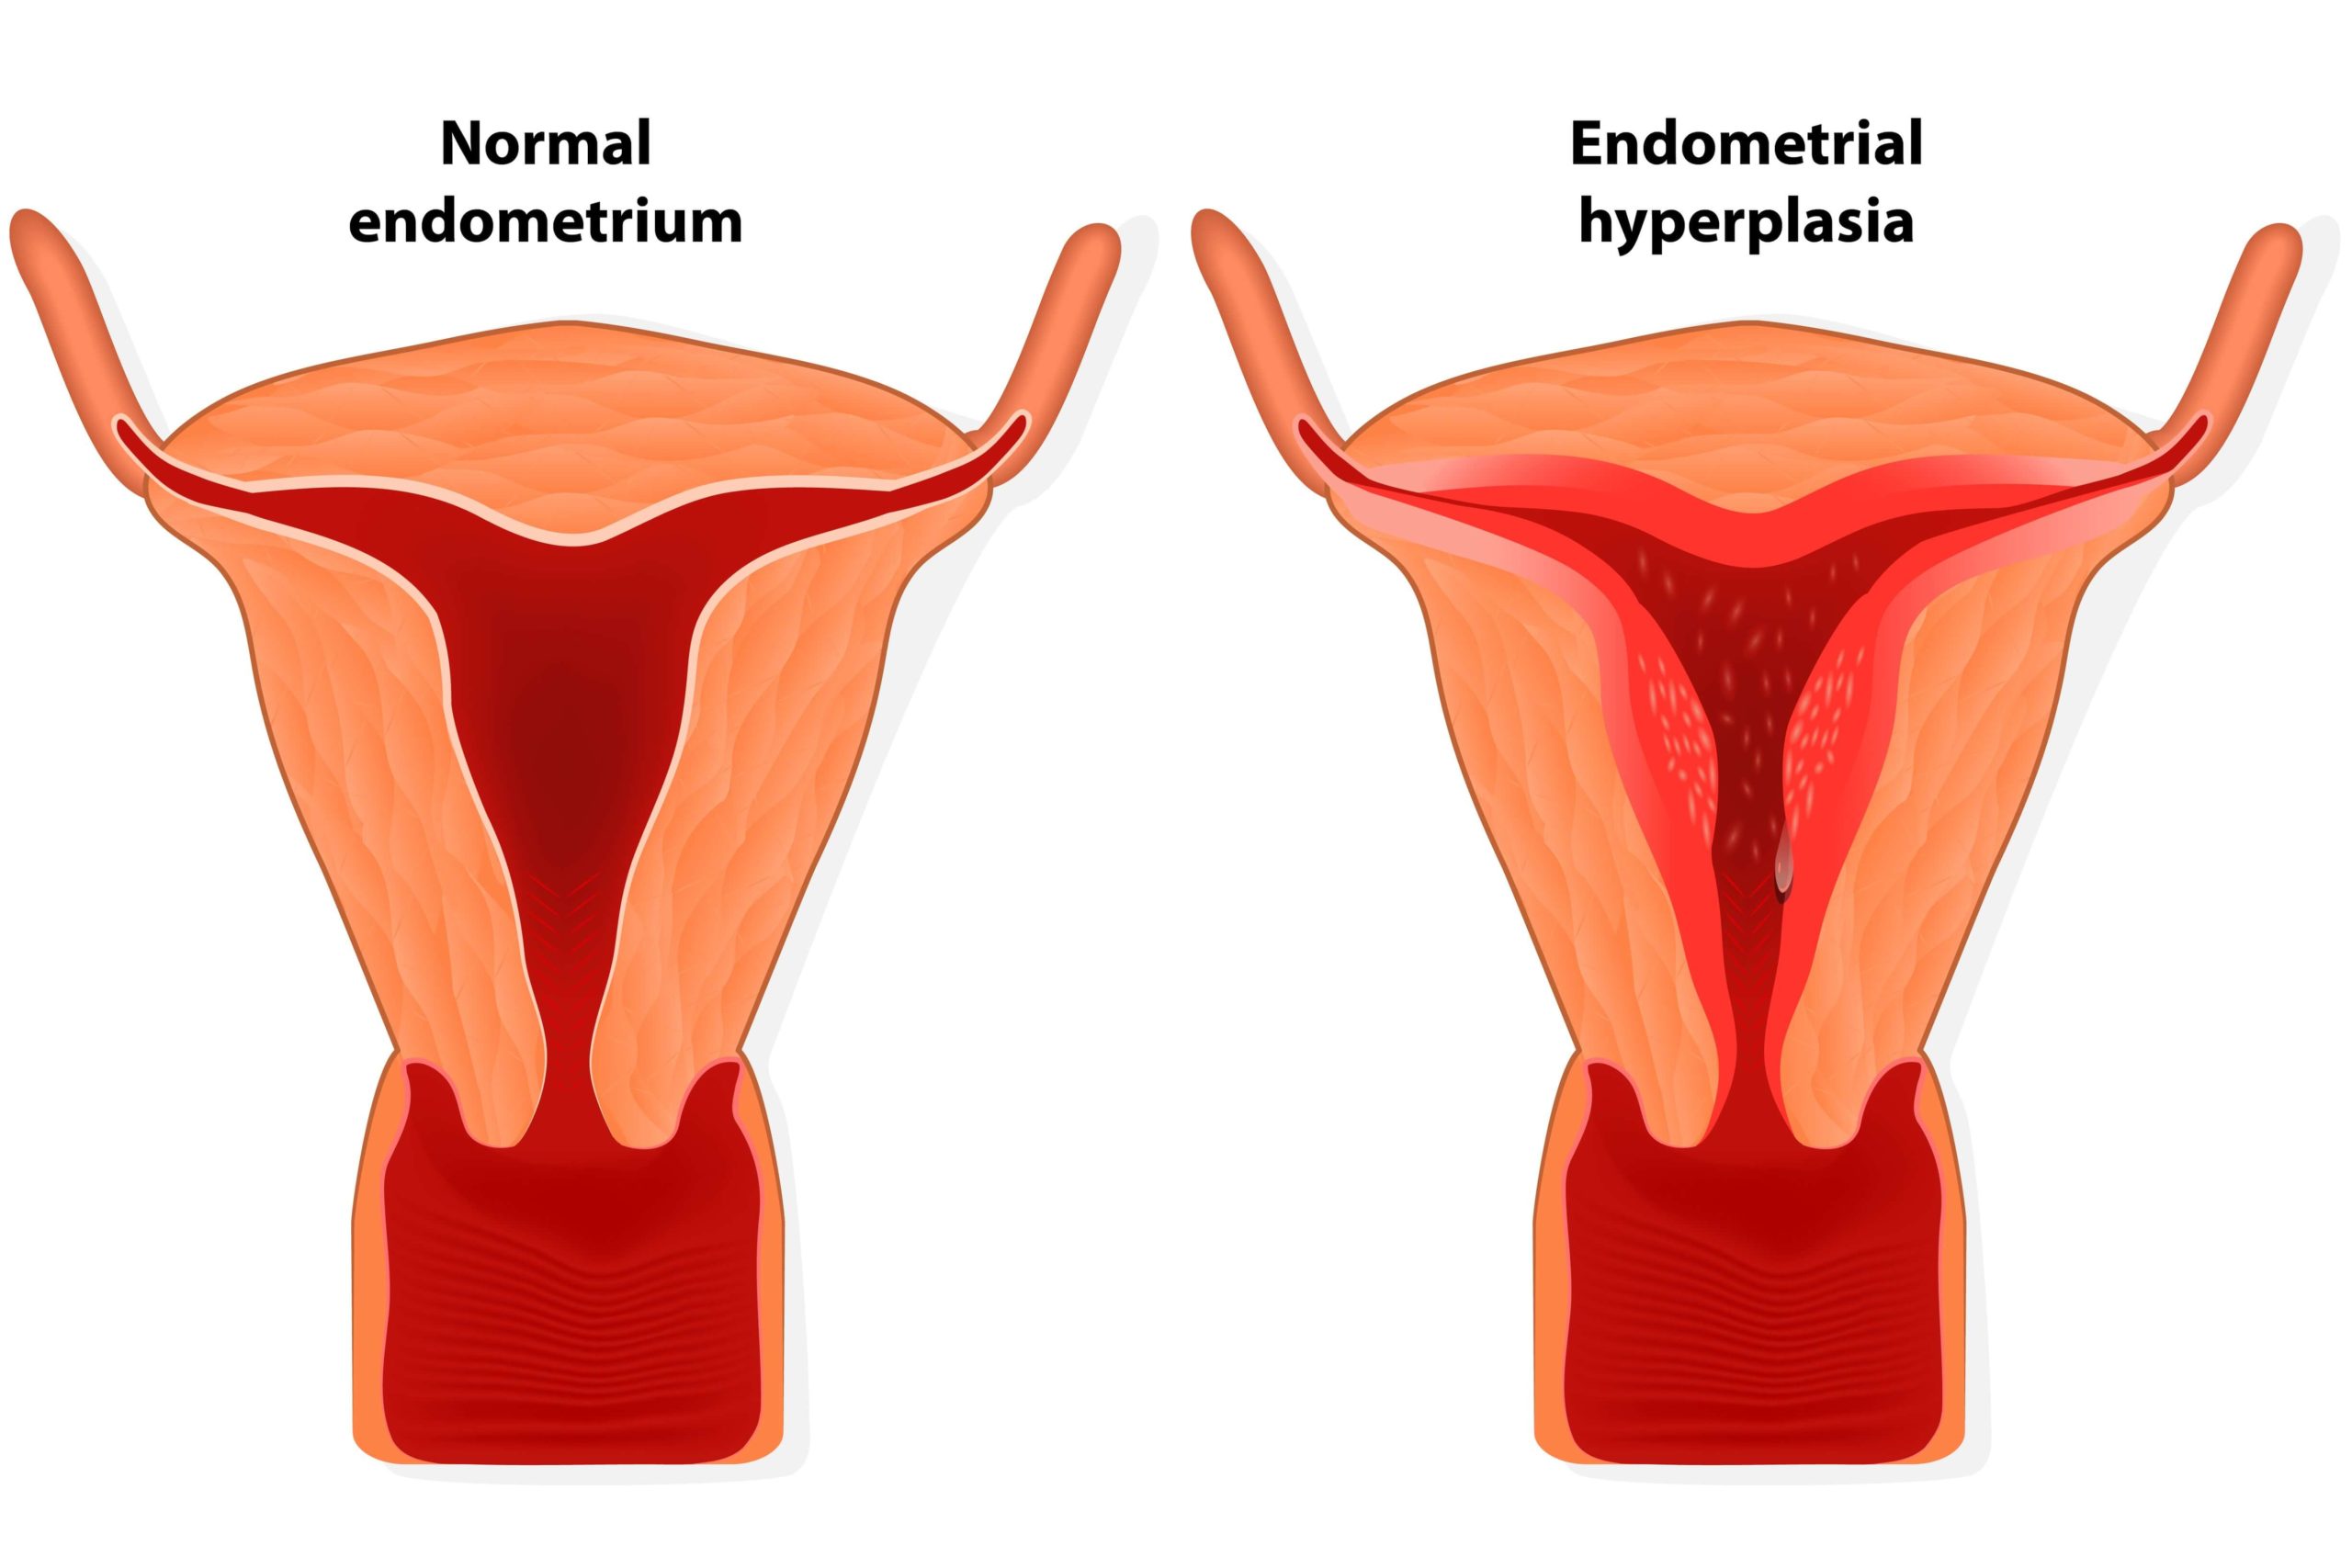 Normal
endometrium
Endometrial
hyperplasia